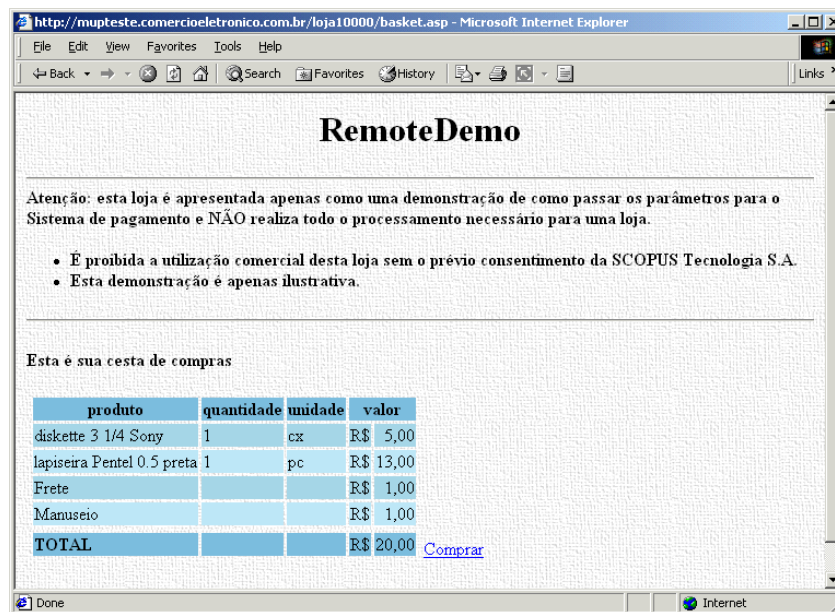 http://mupteste.comercioeletronico.com.br/loja10000/basket.asp - Microsoft Internet Explorer
File Edit View Favorites Tools Help
Back Search Favorites History Links
RemoteDemo
Atenção: esta loja é apresentada apenas como uma demonstração de como passar os parâmetros para o
Sistema de pagamento e NÃO realiza todo o processamento necessário para uma loja.
• É proibida a utilização comercial desta loja sem o prévio consentimento da SCOPUS Tecnologia S.A.
• Esta demonstração é apenas ilustrativa.
Esta é sua cesta de compras
produto quantidade unidade valor
diskette 3 1/4 Sony 1 cx R$ 5,00
lapiseira Pentel 0.5 preta 1 pc R$ 13,00
Frete R$ 1,00
Manuseio R$ 1,00
TOTAL R$ 20,00 Comprar
Done Internet